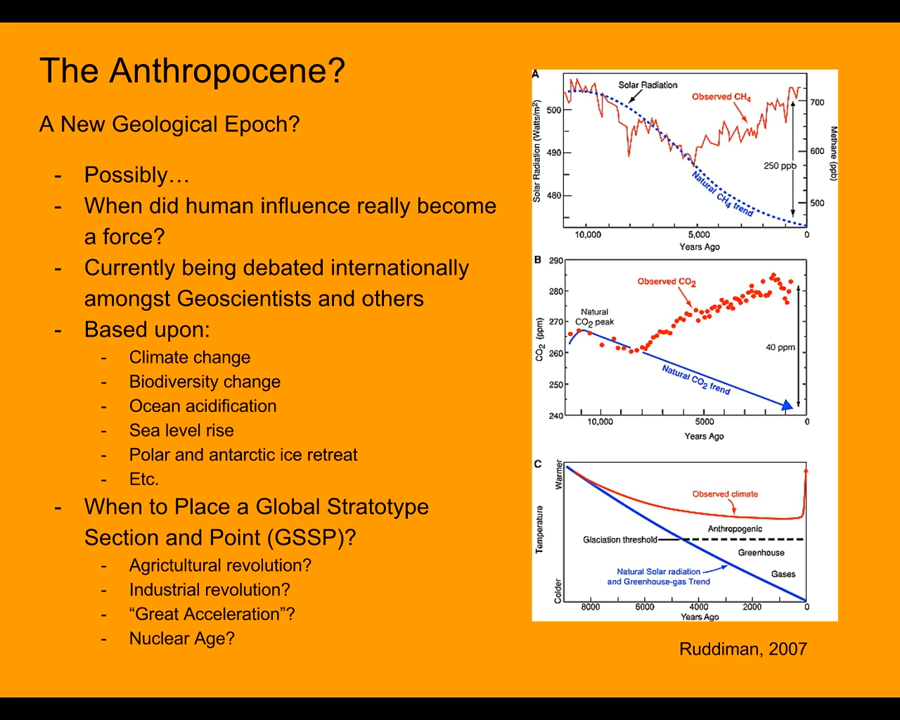 The Anthropocene?
A New Geological Epoch?
- Possibly…
- When did human influence really become
a force?
- Currently being debated internationally
amongst Geoscientists and others
- Based upon:
- Climate change
- Biodiversity change
- Ocean acidification
- Sea level rise
- Polar and antarctic ice retreat
- Etc.
- When to Place a Global Stratotype
Section and Point (GSSP)?
- Agrictultural revolution?
- Industrial revolution?
- “Great Acceleration”?
- Nuclear Age?
A
Solar Radiation
Observed CH4
Natural CH4 trend
250 ppb
Solar Radiation (Watts/m2)
500
490
480
Methane (ppb)
700
600
500
10,000 5,000 0
Years Ago
B
Observed CO2
Natural
CO2 peak
Natural CO2 trend
40 ppm
CO2 (ppm)
290
280
270
260
250
240
10,000 5000 0
Years Ago
C
Warmer
Temperature
Colder
Observed climate
Anthropogenic
Glaciation threshold
Greenhouse
Gases
Natural Solar radiation
and Greenhouse-gas Trend
8000 6000 4000 2000 0
Years Ago
Ruddiman, 2007